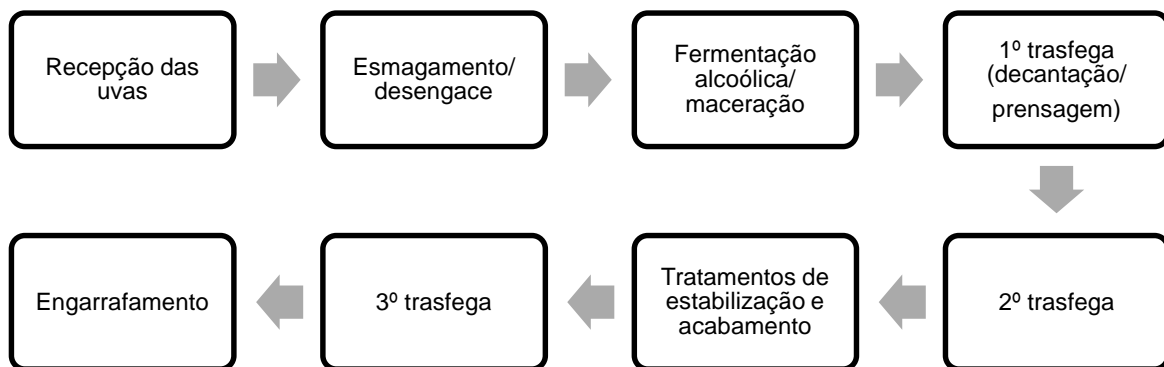 Recepção das
uvas
Esmagamento/
desengace
Fermentação
alcoólica/
maceração
1º trasfega
(decantação/
prensagem)
2º trasfega
Tratamentos de
estabilização e
acabamento
3º trasfega
Engarrafamento